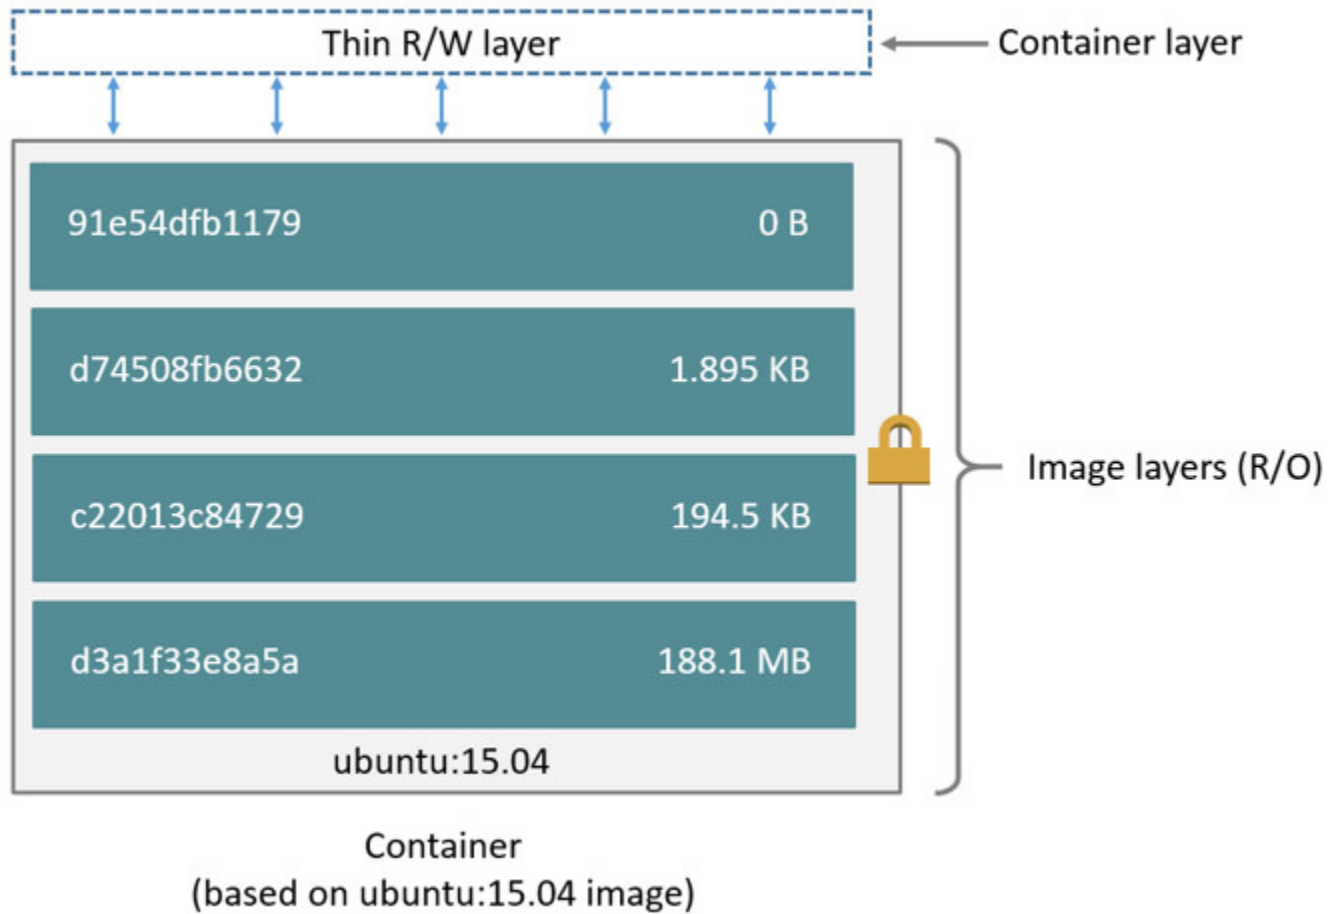 Thin R/W layer
Container layer
91e54dfb1179 0 B
d74508fb6632 1.895 KB
c22013c84729 194.5 KB
Image layers (R/O)
d3a1f33e8a5a 188.1 MB
ubuntu:15.04
Container
(based on ubuntu:15.04 image)